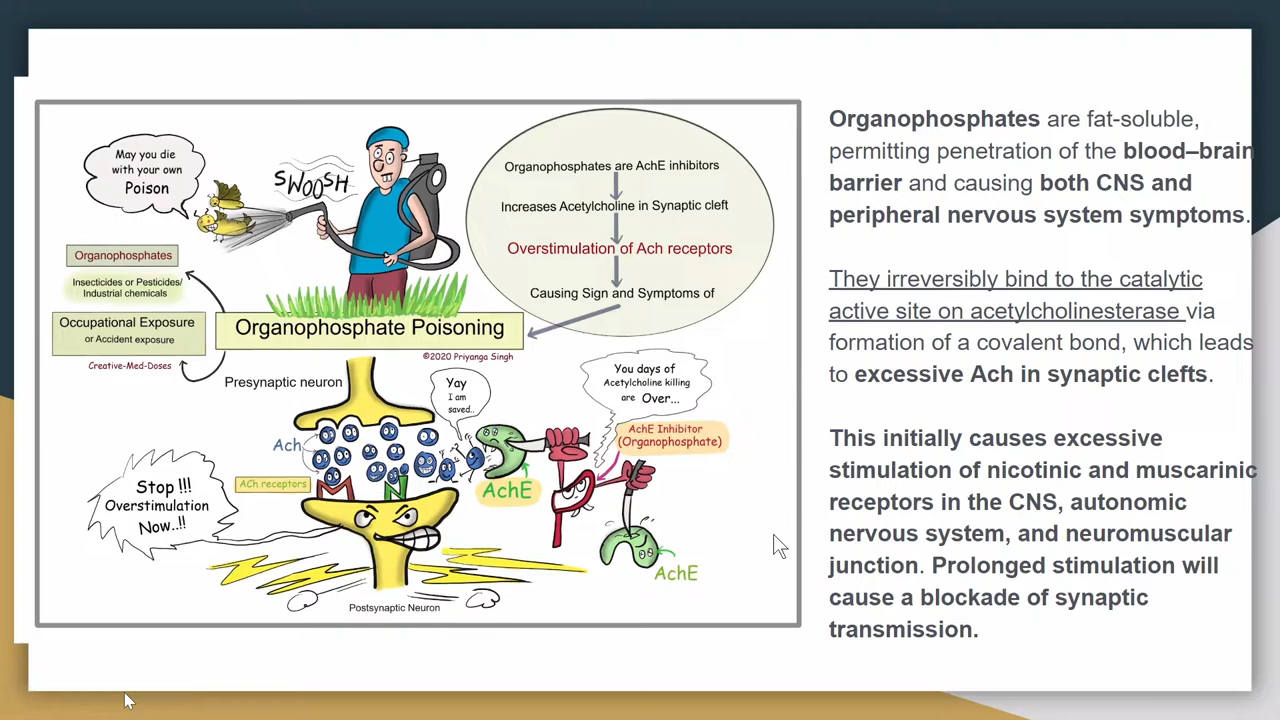 May you die
with your own
Poison
SWOOSH
Organophosphates
Insecticides or Pesticides/
Industrial chemicals
Occupational Exposure
or Accident exposure
Creative-Med-Doses
Organophosphates are AchE inhibitors
Increases Acetylcholine in Synaptic cleft
Overstimulation of Ach receptors
Causing Sign and Symptoms of
Organophosphate Poisoning
©2020 Priyanga Singh
Presynaptic neuron
Yay
I am
saved..
You days of
Acetylcholine killing
are Over...
AchE Inhibitor
(Organophosphate)
Ach
ACh receptors
M
N
AchE
Stop !!!
Overstimulation
Now..!!
AchE
Postsynaptic Neuron
Organophosphates are fat-soluble,
permitting penetration of the blood–brain
barrier and causing both CNS and
peripheral nervous system symptoms.
They irreversibly bind to the catalytic
active site on acetylcholinesterase via
formation of a covalent bond, which leads
to excessive Ach in synaptic clefts.
This initially causes excessive
stimulation of nicotinic and muscarinic
receptors in the CNS, autonomic
nervous system, and neuromuscular
junction. Prolonged stimulation will
cause a blockade of synaptic
transmission.